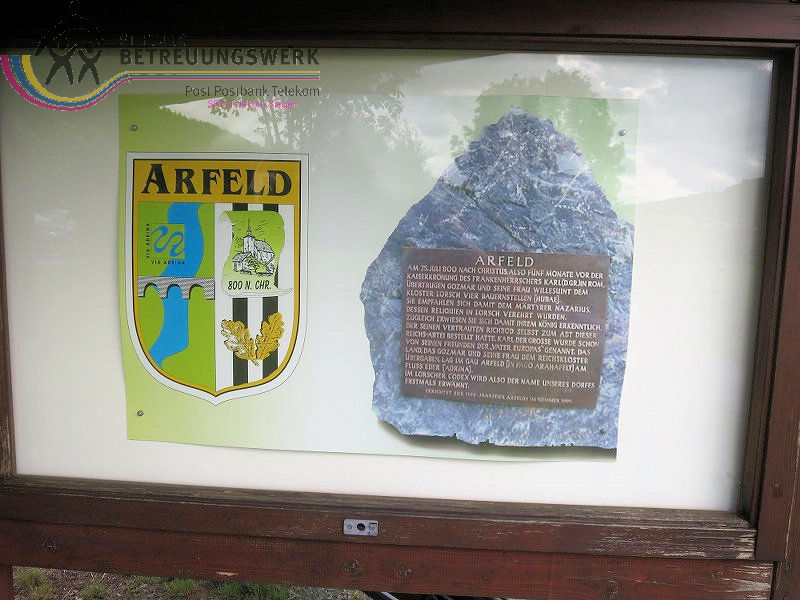 BETREUUNGSWERK
Post Postbank Telekom
ARFELD
VIA ADRINA
VIA ADRINA
800 N. CHR.
ARFELD
AM 25. JULI 800 NACH CHRISTUS, ALSO FÜNF MONATE VOR DER
KAISERKRÖNUNG DES FRANKENHERRSCHERS KARL (D.GR.) IN ROM,
ÜBERTRUGEN GOZMAR UND SEINE FRAU WILLESUINT DEM
KLOSTER LORSCH VIER BAUERNSTELLEN [HUBAE].
SIE EMPFAHLEN SICH DAMIT DEM MÄRTYRER NAZARIUS,
DESSEN RELIQUIEN IN LORSCH VEREHRT WURDEN.
ZUGLEICH ERWIESEN SIE SICH DAMIT IHREM KÖNIG ERKENNTLICH,
DER SEINEN VERTRAUTEN RICHBOD SELBST ZUM ABT DIESER
REICHS-ABTEI BESTELLT HATTE. KARL DER GROSSE WURDE SCHON
VON SEINEN FREUNDEN DER „VATER EUROPAS" GENANNT. DAS
LAND, DAS GOZMAR UND SEINE FRAU DEM REICHSKLOSTER
ÜBERGABEN, LAG IM GAU ARFELD [IN PAGO ARAHAFELT] AM
FLUSS EDER [ADRINA].
IM LORSCHER CODEX WIRD ALSO DER NAME UNSERES DORFES
ERSTMALS ERWÄHNT.